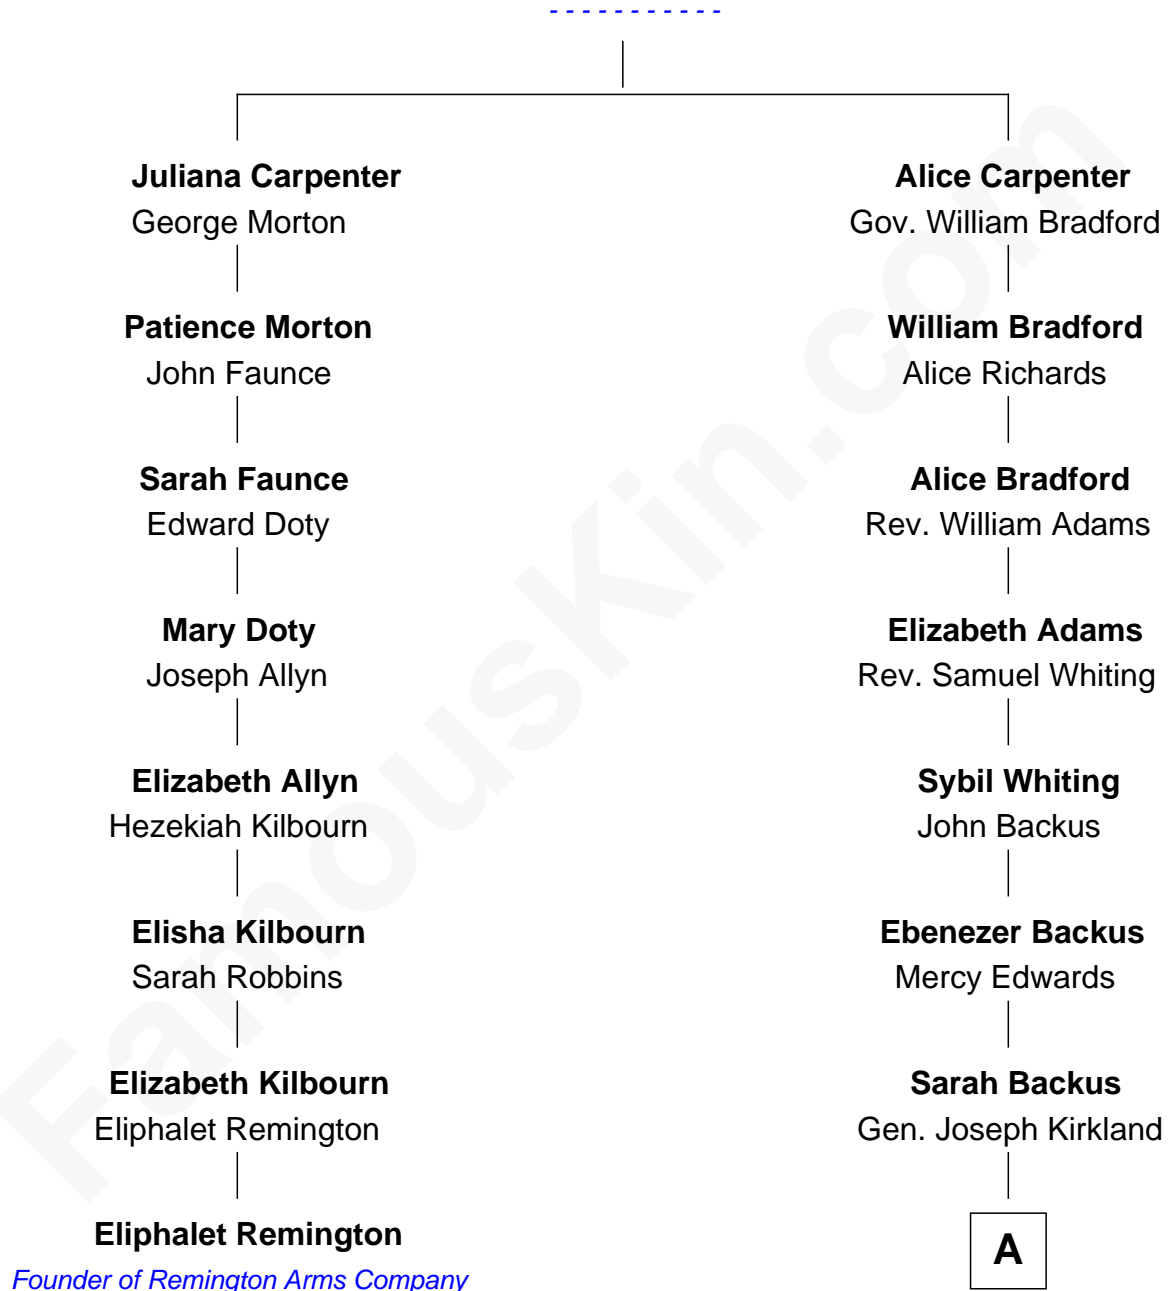 - - - - - - - - - - -
Juliana Carpenter
George Morton
Alice Carpenter
Gov. William Bradford
Patience Morton
John Faunce
William Bradford
Alice Richards
Sarah Faunce
Edward Doty
Alice Bradford
Rev. William Adams
Mary Doty
Joseph Allyn
Elizabeth Adams
Rev. Samuel Whiting
Elizabeth Allyn
Hezekiah Kilbourn
Sybil Whiting
John Backus
Elisha Kilbourn
Sarah Robbins
Ebenezer Backus
Mercy Edwards
Elizabeth Kilbourn
Eliphalet Remington
Sarah Backus
Gen. Joseph Kirkland
Eliphalet Remington
Founder of Remington Arms Company
A
FamousKin.com